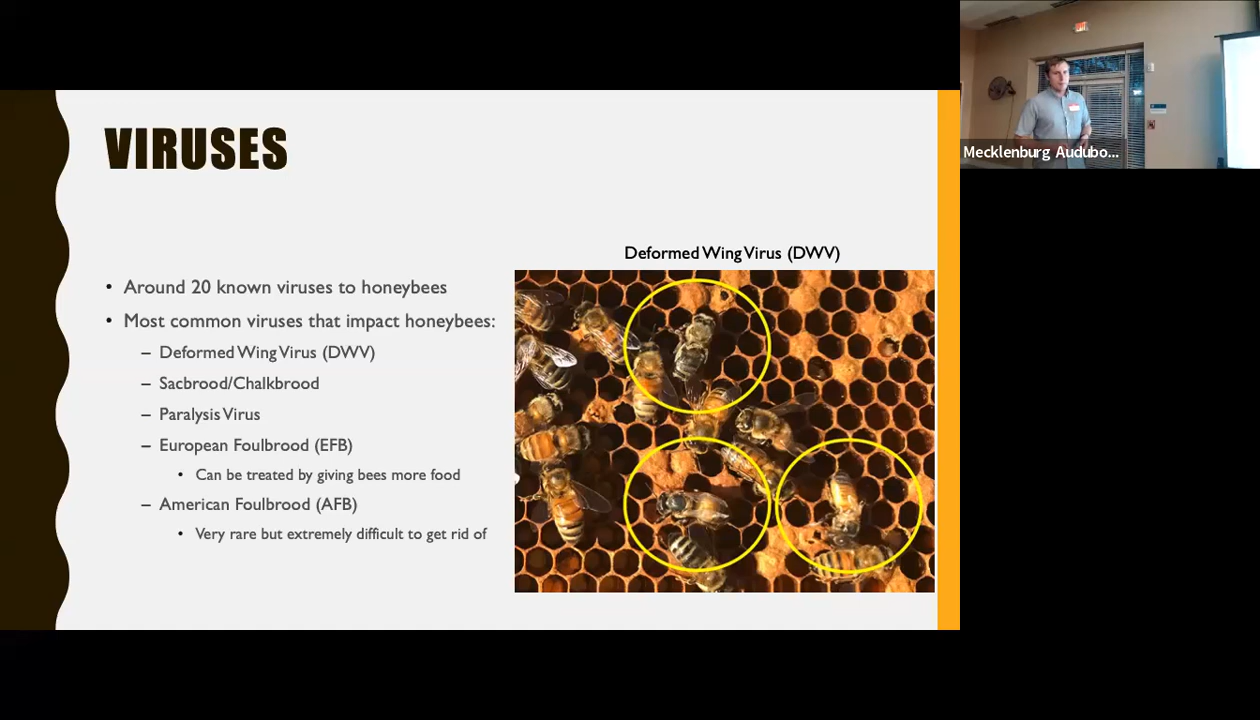 VIRUSES
Deformed Wing Virus (DWV)
• Around 20 known viruses to honeybees
• Most common viruses that impact honeybees:
– Deformed Wing Virus (DWV)
– Sacbrood/Chalkbrood
– Paralysis Virus
– European Foulbrood (EFB)
• Can be treated by giving bees more food
– American Foulbrood (AFB)
• Very rare but extremely difficult to get rid of
Mecklenburg Audubo...